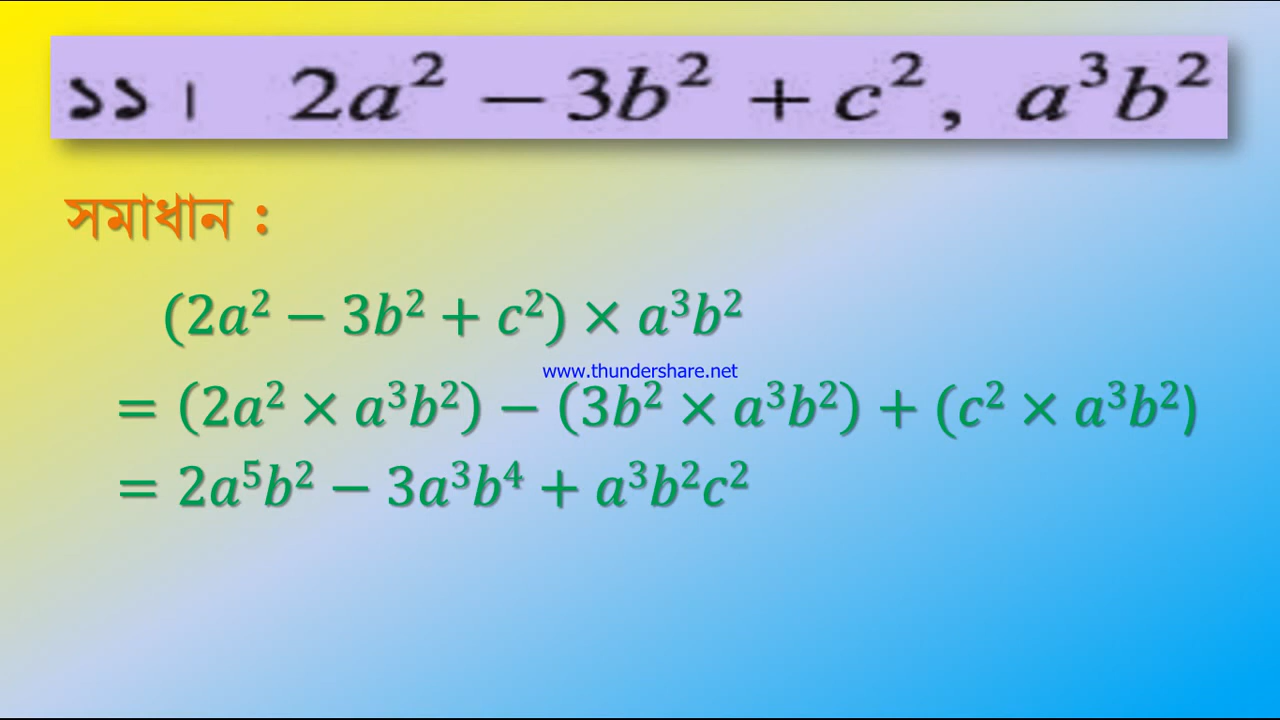 ১১। 2a² − 3b² + c², a³b²
সমাধান :
(2a² − 3b² + c²) × a³b²
www.thundershare.net
= (2a² × a³b²) − (3b² × a³b²) + (c² × a³b²)
= 2a⁵b² − 3a³b⁴ + a³b²c²